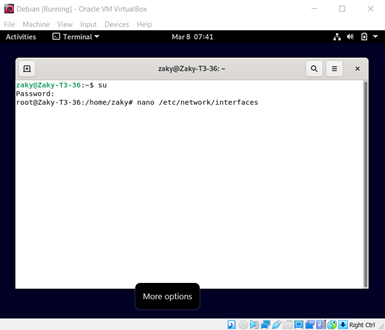 Debian [Running] - Oracle VM VirtualBox
File Machine View Input Devices Help
Activities Terminal Mar 8 07:41
zaky@Zaky-T3-36: ~
zaky@Zaky-T3-36:~$ su
Password:
root@Zaky-T3-36:/home/zaky# nano /etc/network/interfaces
More options
Right Ctrl